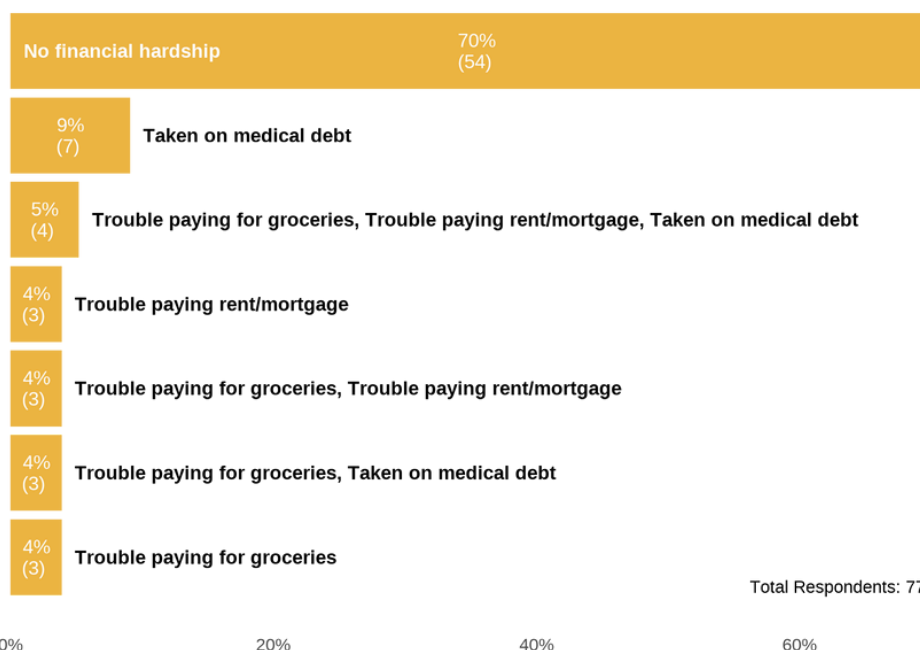 No financial hardship
70%
(54)
9%
(7)
Taken on medical debt
5%
(4)
Trouble paying for groceries, Trouble paying rent/mortgage, Taken on medical debt
4%
(3)
Trouble paying rent/mortgage
4%
(3)
Trouble paying for groceries, Trouble paying rent/mortgage
4%
(3)
Trouble paying for groceries, Taken on medical debt
4%
(3)
Trouble paying for groceries
Total Respondents: 77
0% 20% 40% 60%